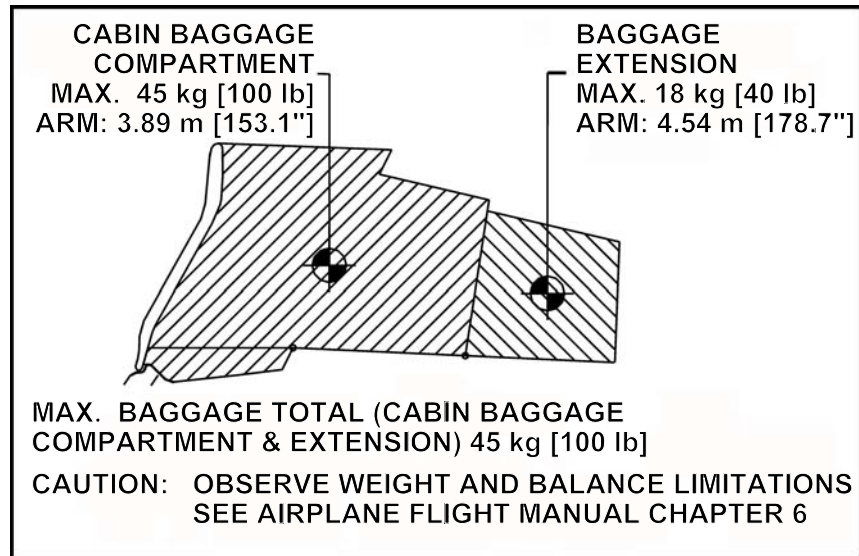 CABIN BAGGAGE
COMPARTMENT
MAX. 45 kg [100 lb]
ARM: 3.89 m [153.1"]
BAGGAGE
EXTENSION
MAX. 18 kg [40 lb]
ARM: 4.54 m [178.7"]
MAX. BAGGAGE TOTAL (CABIN BAGGAGE
COMPARTMENT & EXTENSION) 45 kg [100 lb]
CAUTION: OBSERVE WEIGHT AND BALANCE LIMITATIONS
SEE AIRPLANE FLIGHT MANUAL CHAPTER 6